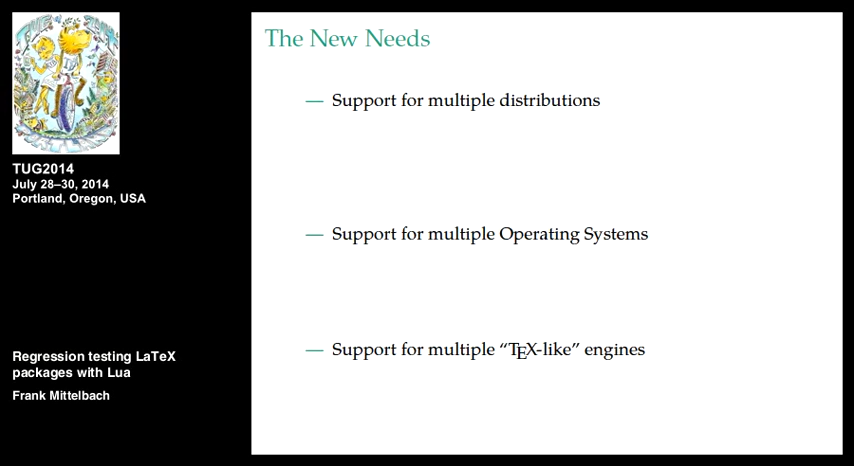 TUG2014
July 28–30, 2014
Portland, Oregon, USA
Regression testing LaTeX
packages with Lua
Frank Mittelbach
The New Needs
— Support for multiple distributions
— Support for multiple Operating Systems
— Support for multiple “TEX-like” engines